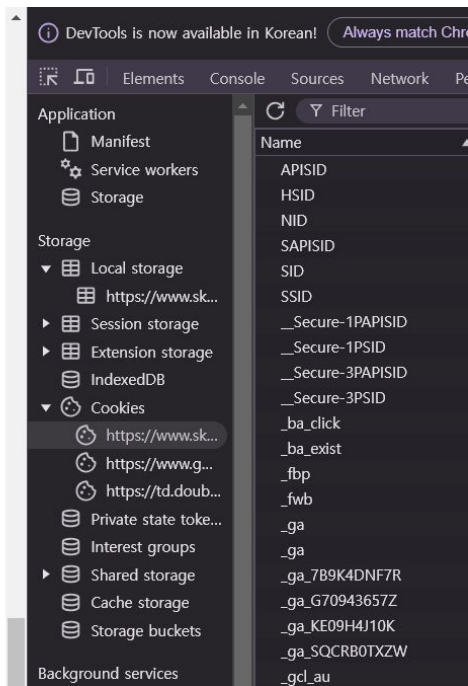 DevTools is now available in Korean! Always match Chro
Elements Console Sources Network Pe
Application
Manifest
Service workers
Storage
Storage
Local storage
https://www.sk...
Session storage
Extension storage
IndexedDB
Cookies
https://www.sk...
https://www.g...
https://td.doub...
Private state toke...
Interest groups
Shared storage
Cache storage
Storage buckets
Background services
Filter
Name
APISID
HSID
NID
SAPISID
SID
SSID
__Secure-1PAPISID
__Secure-1PSID
__Secure-3PAPISID
__Secure-3PSID
_ba_click
_ba_exist
_fbp
_fwb
_ga
_ga
_ga_7B9K4DNF7R
_ga_G70943657Z
_ga_KE09H4J10K
_ga_SQCRB0TXZW
_gcl_au